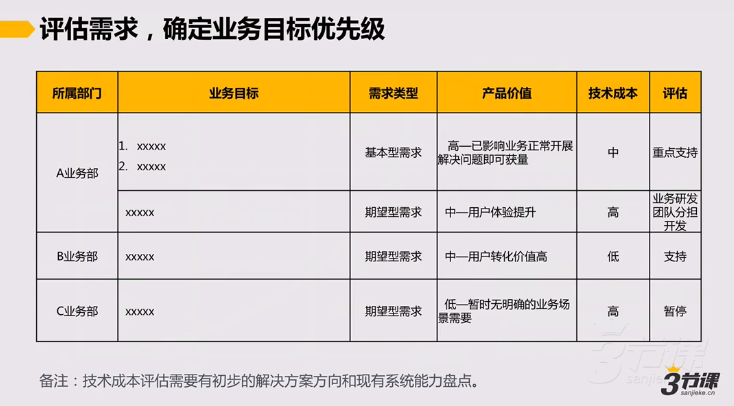 评估需求，确定业务目标优先级
所属部门 业务目标 需求类型 产品价值 技术成本 评估
A业务部
1. xxxxx
2. xxxxx
基本型需求
高—已影响业务正常开展
解决问题即可获量
中
重点支持
xxxxx
期望型需求
中—用户体验提升
高
业务研发
团队分担
开发
B业务部 xxxxx 期望型需求 中—用户转化价值高 低 支持
C业务部 xxxxx 期望型需求
低—暂时无明确的业务场
景需要
高 暂停
备注：技术成本评估需要有初步的解决方案方向和现有系统能力盘点。
3节课
sanjieke.
3节课
sanjieke.cn